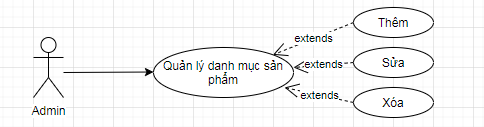 Thêm
extends
Quản lý danh mục sản
phẩm
extends
Sửa
extends
Xóa
Admin